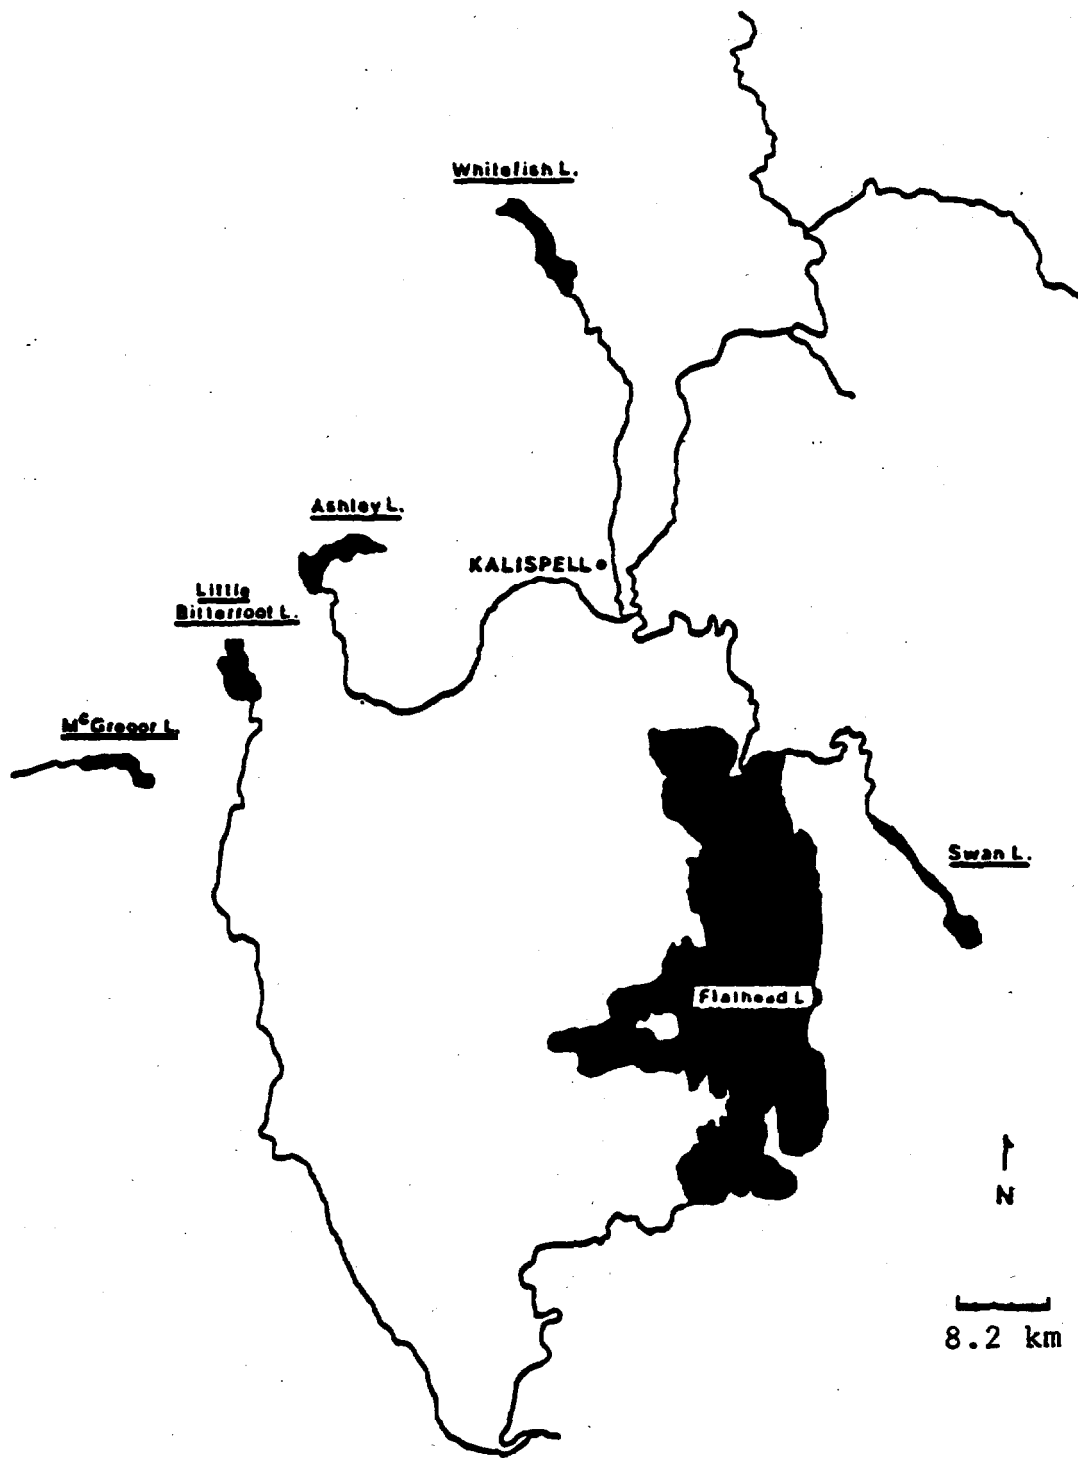 Whitefish L.
Ashley L.
KALISPELL
Little
Bitterroot L.
McGregor L.
Swan L.
Flathead L
N
8.2 km